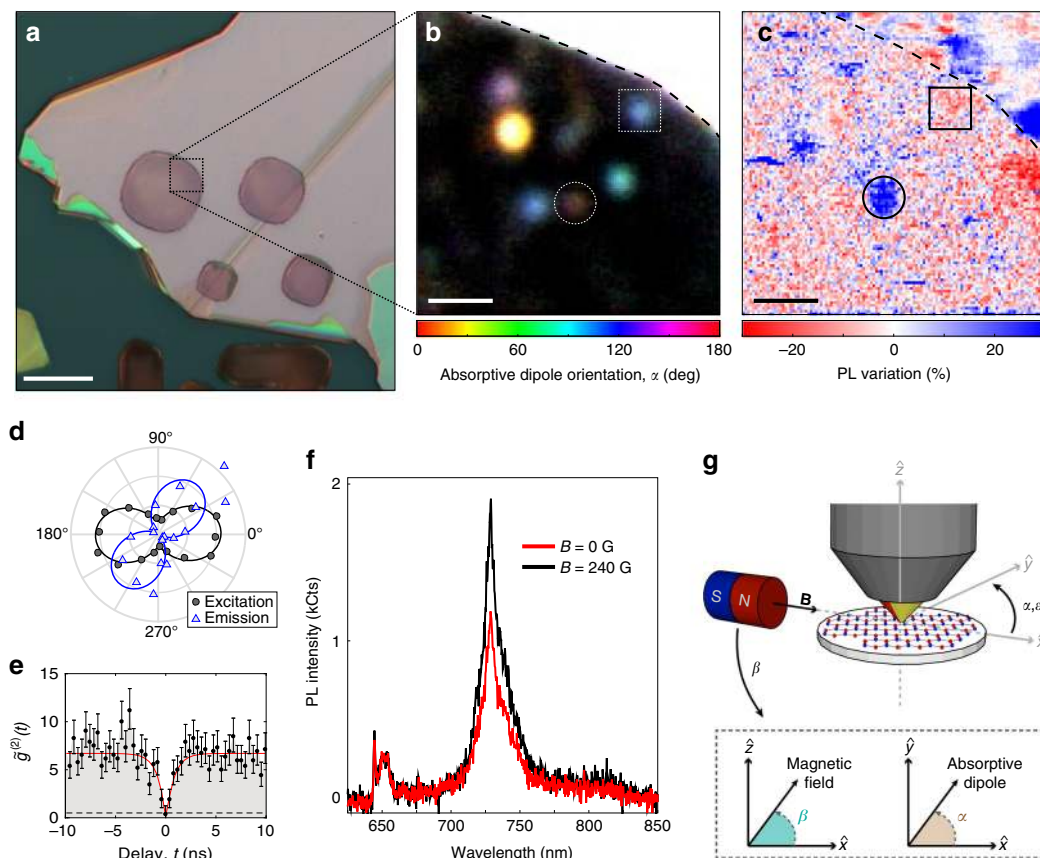 a
b
c
0
60
120
180
Absorptive dipole orientation, α (deg)
−20
0
20
PL variation (%)
d
90°
180°
0°
270°
Excitation
Emission
e
15
10
5
0
−10
−5
0
5
10
g̃⁽²⁾(t)
Delay, t (ns)
f
2
1
0
PL intensity (kCts)
B = 0 G
B = 240 G
650
700
750
800
850
Wavelength (nm)
g
ẑ
ŷ
S
N
B
β
ẑ
Magnetic
field
β
x̂
ŷ
Absorptive
dipole
α
x̂